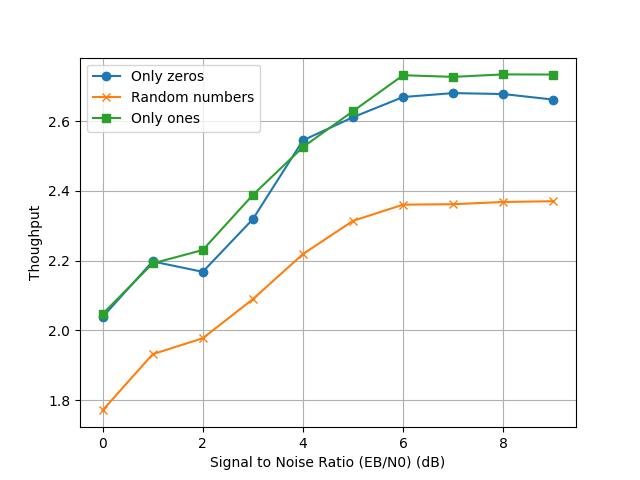 Only zeros
Random numbers
Only ones
2.6
2.4
2.2
2.0
1.8
Thoughput
0 2 4 6 8
Signal to Noise Ratio (EB/N0) (dB)